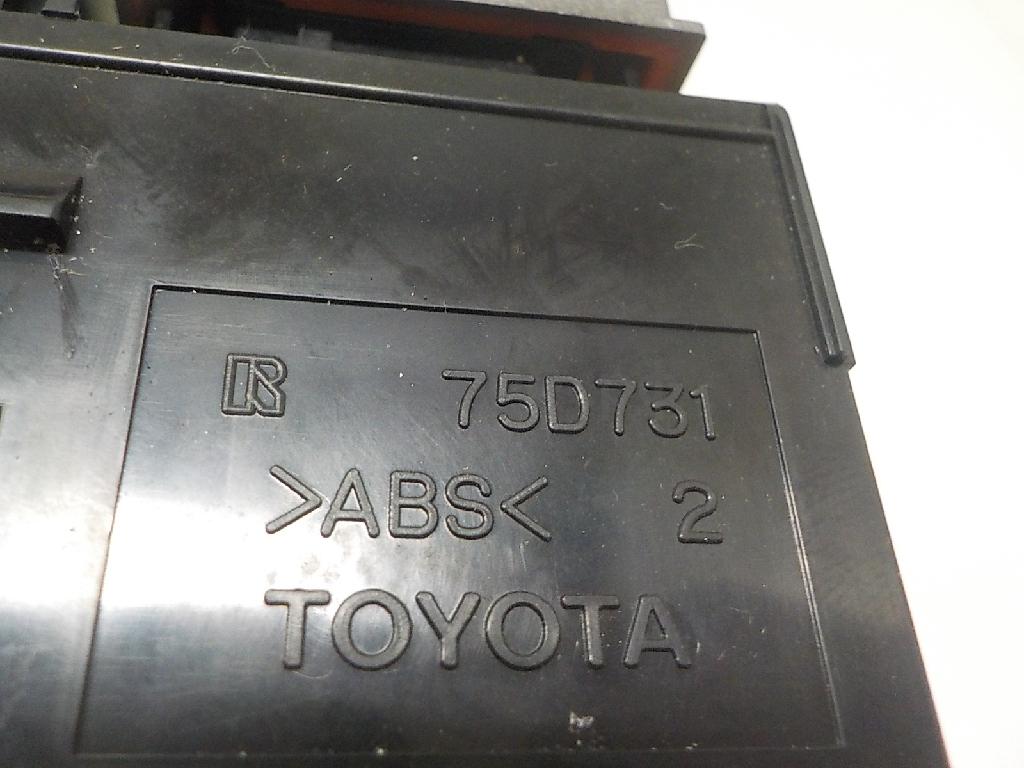 R 75D731
>ABS< 2
TOYOTA